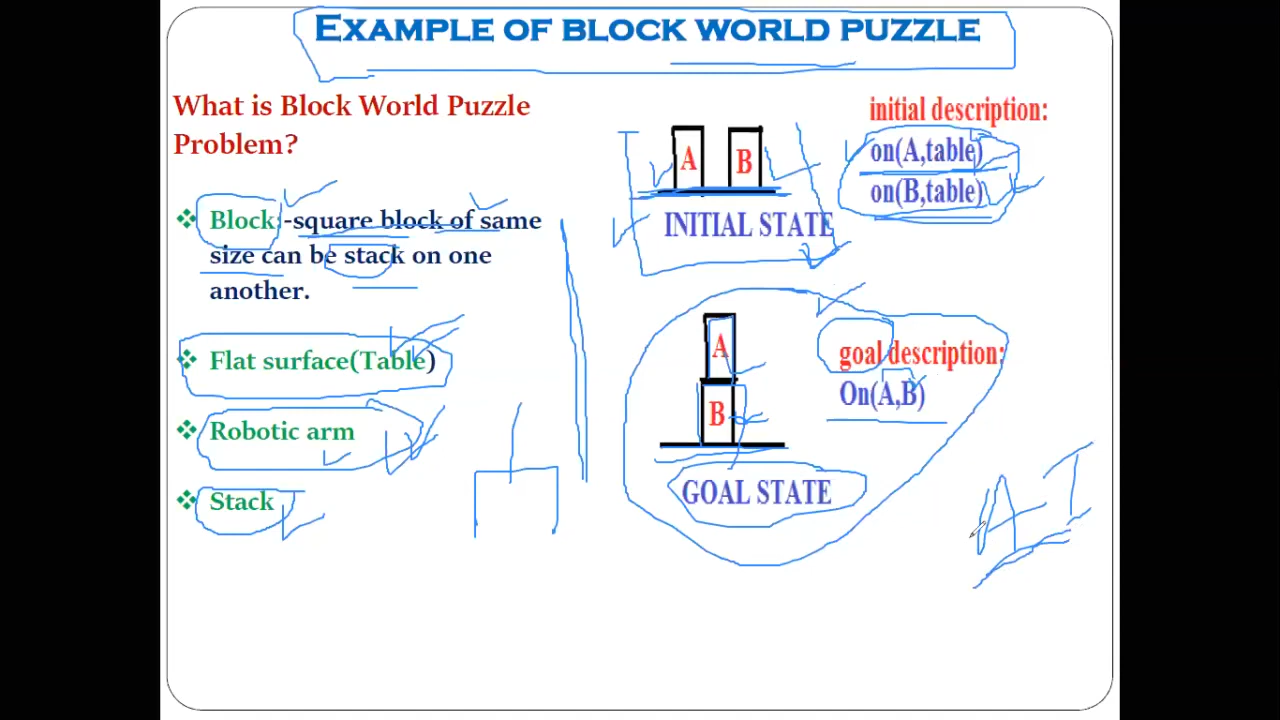 EXAMPLE OF BLOCK WORLD PUZZLE
What is Block World Puzzle
Problem?
Block:-square block of same
size can be stack on one
another.
Flat surface(Table)
Robotic arm
Stack
A B
INITIAL STATE
initial description:
on(A,table)
on(B,table)
A
B
GOAL STATE
goal description:
On(A,B)
A I